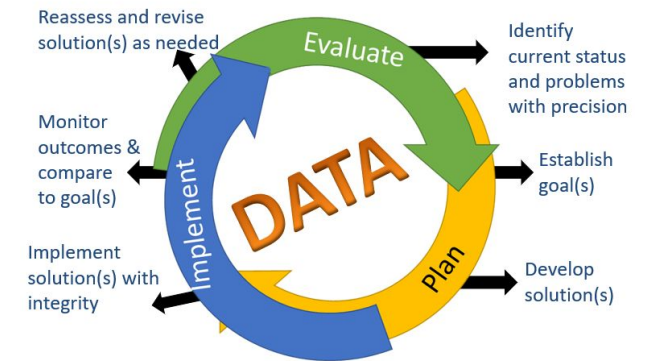 Reassess and revise
solution(s) as needed
Evaluate
Identify
current status
and problems
with precision
Monitor
outcomes &
compare
to goal(s)
DATA
Establish
goal(s)
Implement
Implement
solution(s) with
integrity
Plan
Develop
solution(s)